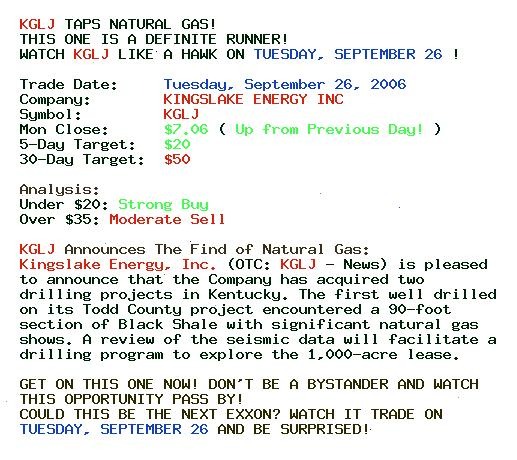 KGLJ TAPS NATURAL GAS!
THIS ONE IS A DEFINITE RUNNER!
WATCH KGLJ LIKE A HAWK ON TUESDAY, SEPTEMBER 26 !
Trade Date: Tuesday, September 26, 2006
Company: KINGSLAKE ENERGY INC
Symbol: KGLJ
Mon Close: $7.06 ( Up from Previous Day! )
5-Day Target: $20
30-Day Target: $50
Analysis:
Under $20: Strong Buy
Over $35: Moderate Sell
KGLJ Announces The Find of Natural Gas:
Kingslake Energy, Inc. (OTC: KGLJ - News) is pleased
to announce that the Company has acquired two
drilling projects in Kentucky. The first well drilled
on its Todd County project encountered a 90-foot
section of Black Shale with significant natural gas
shows. A review of the seismic data will facilitate a
drilling program to explore the 1,000-acre lease.
GET ON THIS ONE NOW! DON'T BE A BYSTANDER AND WATCH
THIS OPPORTUNITY PASS BY!
COULD THIS BE THE NEXT EXXON? WATCH IT TRADE ON
TUESDAY, SEPTEMBER 26 AND BE SURPRISED!